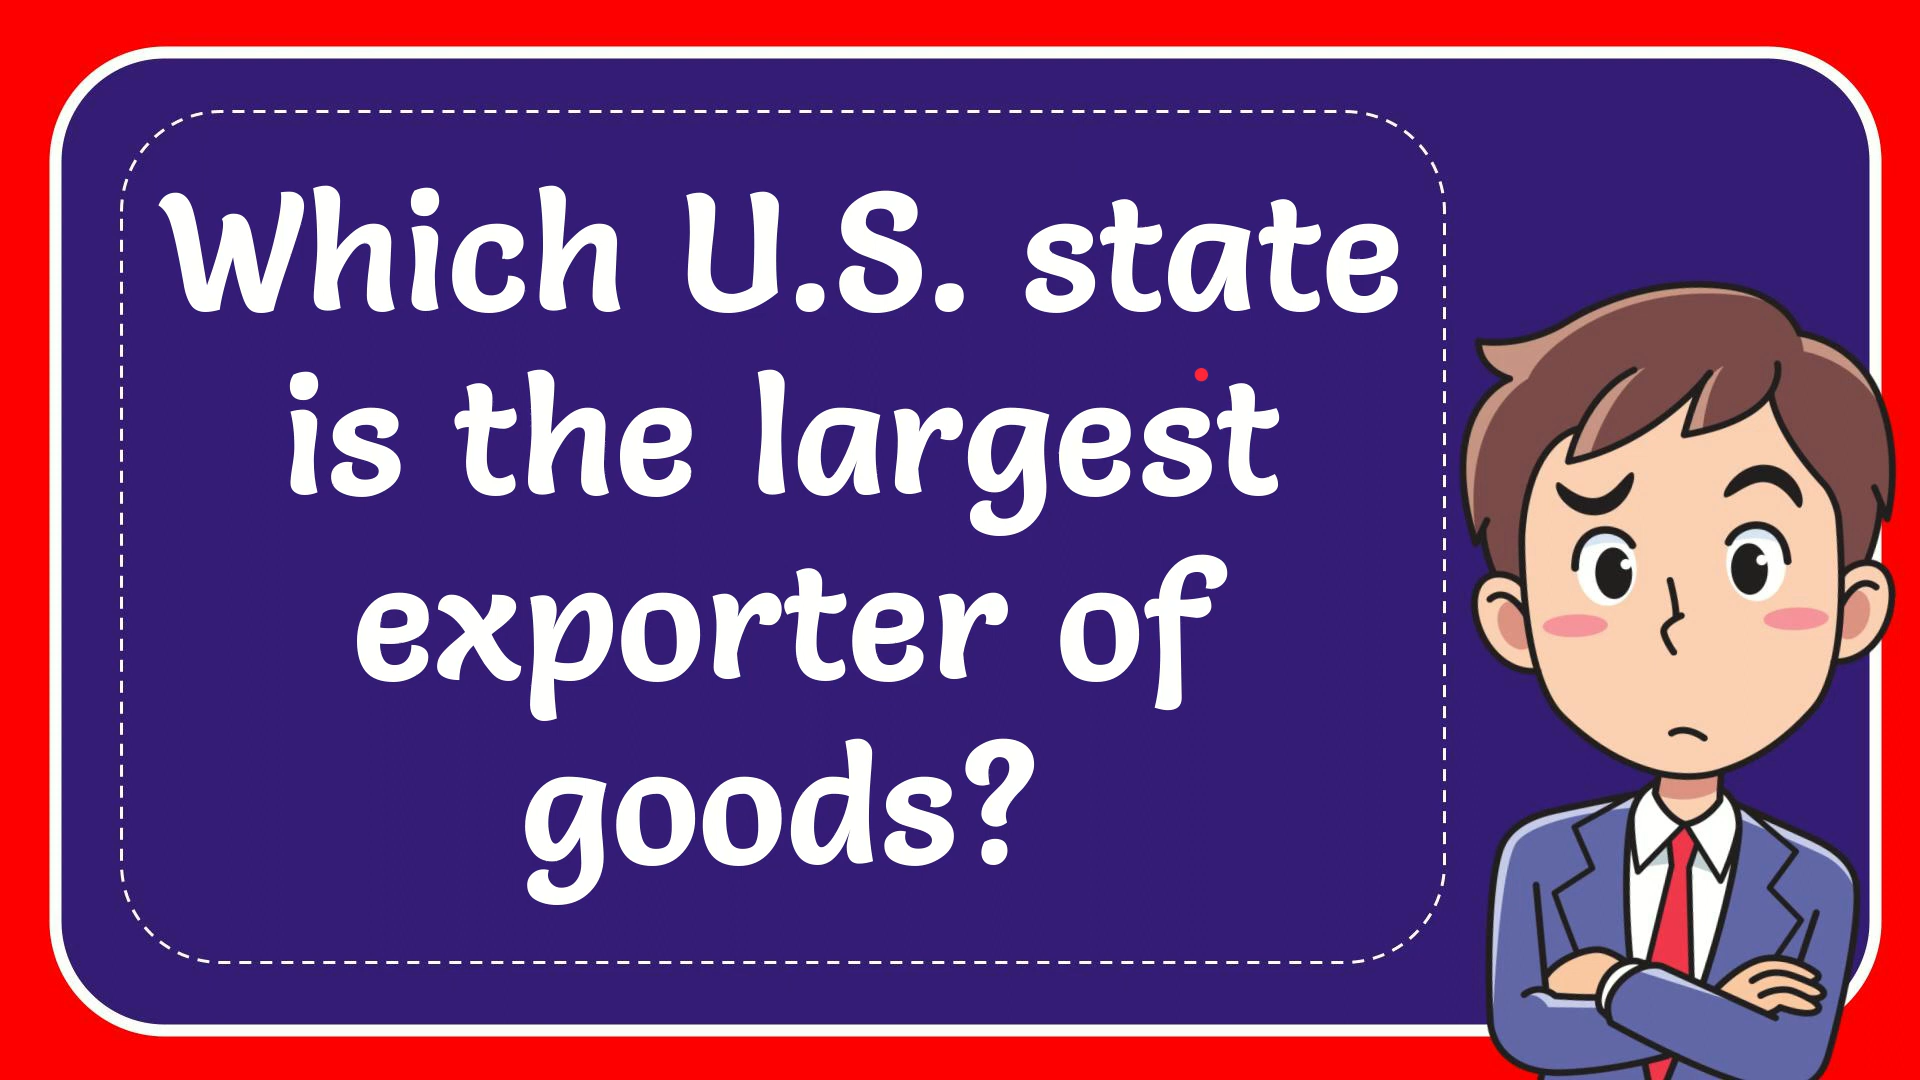 Which U.S. state
is the largest
exporter of
goods?